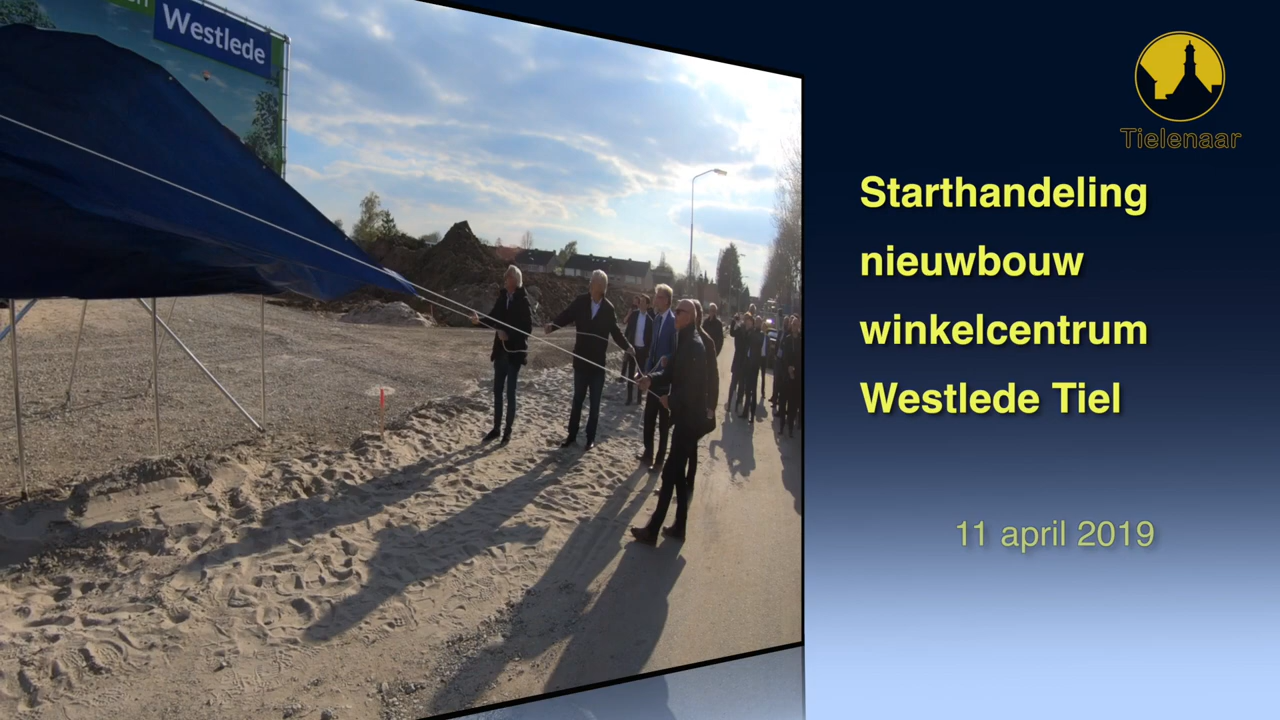 Westlede
Tielenaar
Starthandeling
nieuwbouw
winkelcentrum
Westlede Tiel
11 april 2019